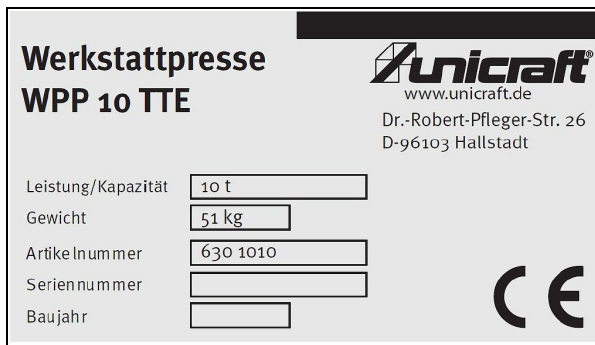 Werkstattpresse
WPP 10 TTE
unicraft®
www.unicraft.de
Dr.-Robert-Pfleger-Str. 26
D-96103 Hallstadt
Leistung/Kapazität 10 t
Gewicht 51 kg
Artikelnummer 630 1010
Seriennummer
Baujahr
CE